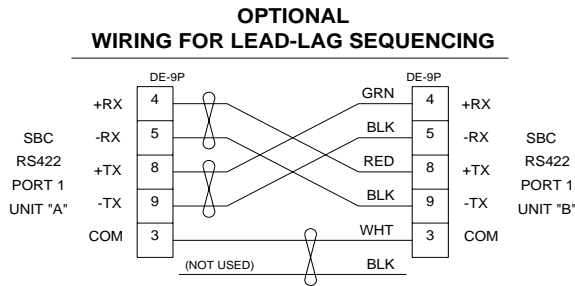 OPTIONAL
WIRING FOR LEAD-LAG SEQUENCING
DE-9P
DE-9P
+RX 4 GRN 4 +RX
-RX 5 BLK 5 -RX
+TX 8 RED 8 +TX
-TX 9 BLK 9 -TX
COM 3 WHT 3 COM
(NOT USED) BLK
SBC
RS422
PORT 1
UNIT "A"
SBC
RS422
PORT 1
UNIT "B"